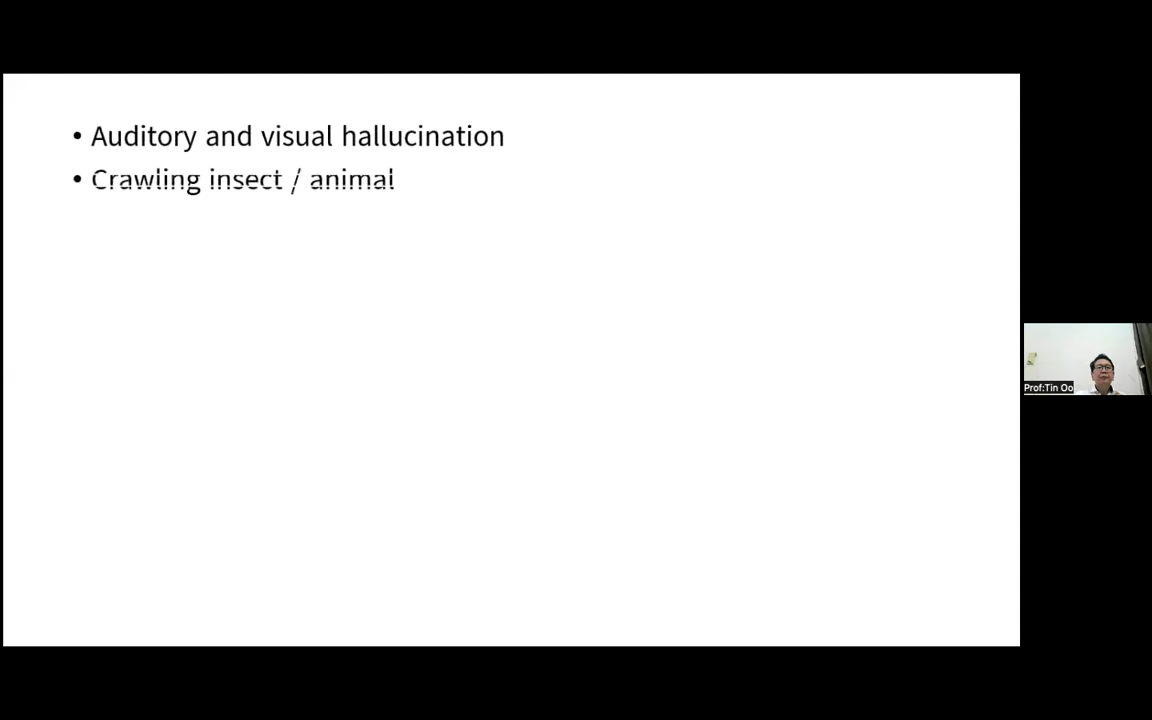 • Auditory and visual hallucination
• Crawling insect / animal
Prof:Tin Oo